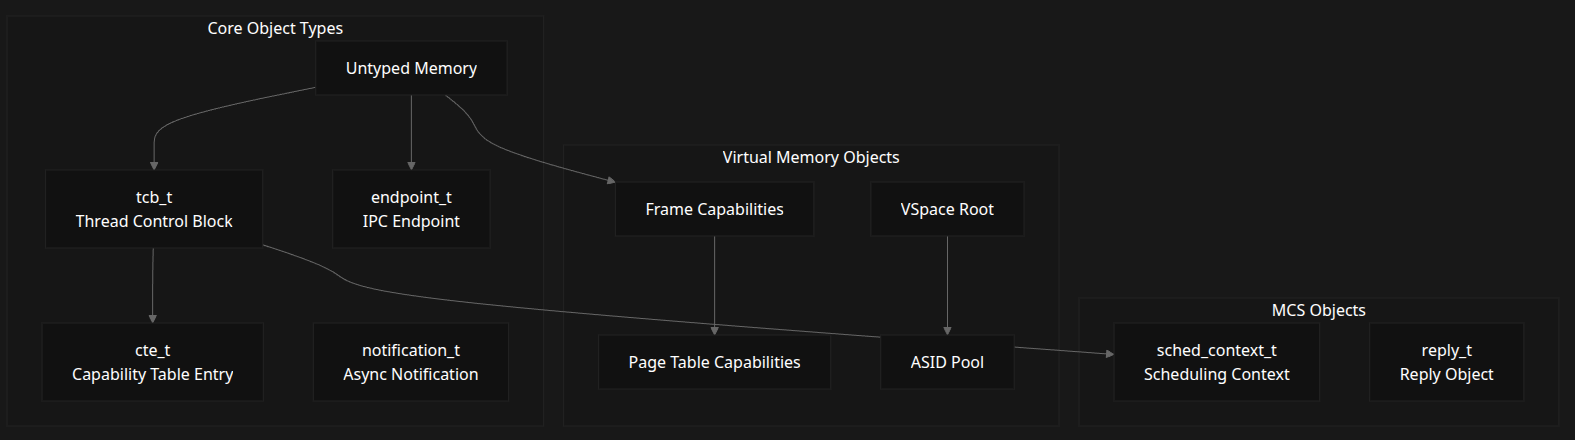 Core Object Types
Untyped Memory
tcb_t
Thread Control Block
endpoint_t
IPC Endpoint
cte_t
Capability Table Entry
notification_t
Async Notification
Virtual Memory Objects
Frame Capabilities
VSpace Root
Page Table Capabilities
ASID Pool
MCS Objects
sched_context_t
Scheduling Context
reply_t
Reply Object